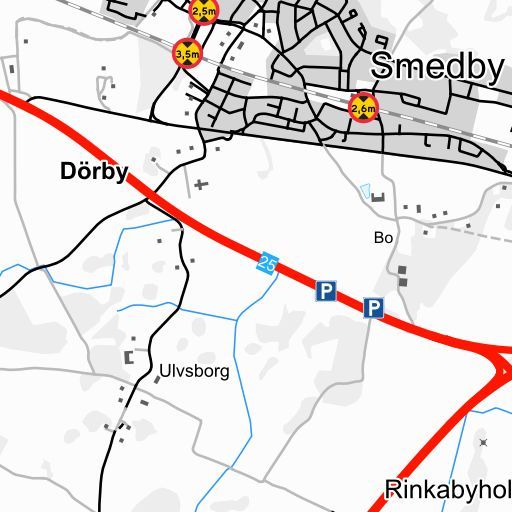 2,5m
3,5m
Smedby
2,6m
Dörby
Bo
25
P
P
Ulvsborg
Rinkabyhol